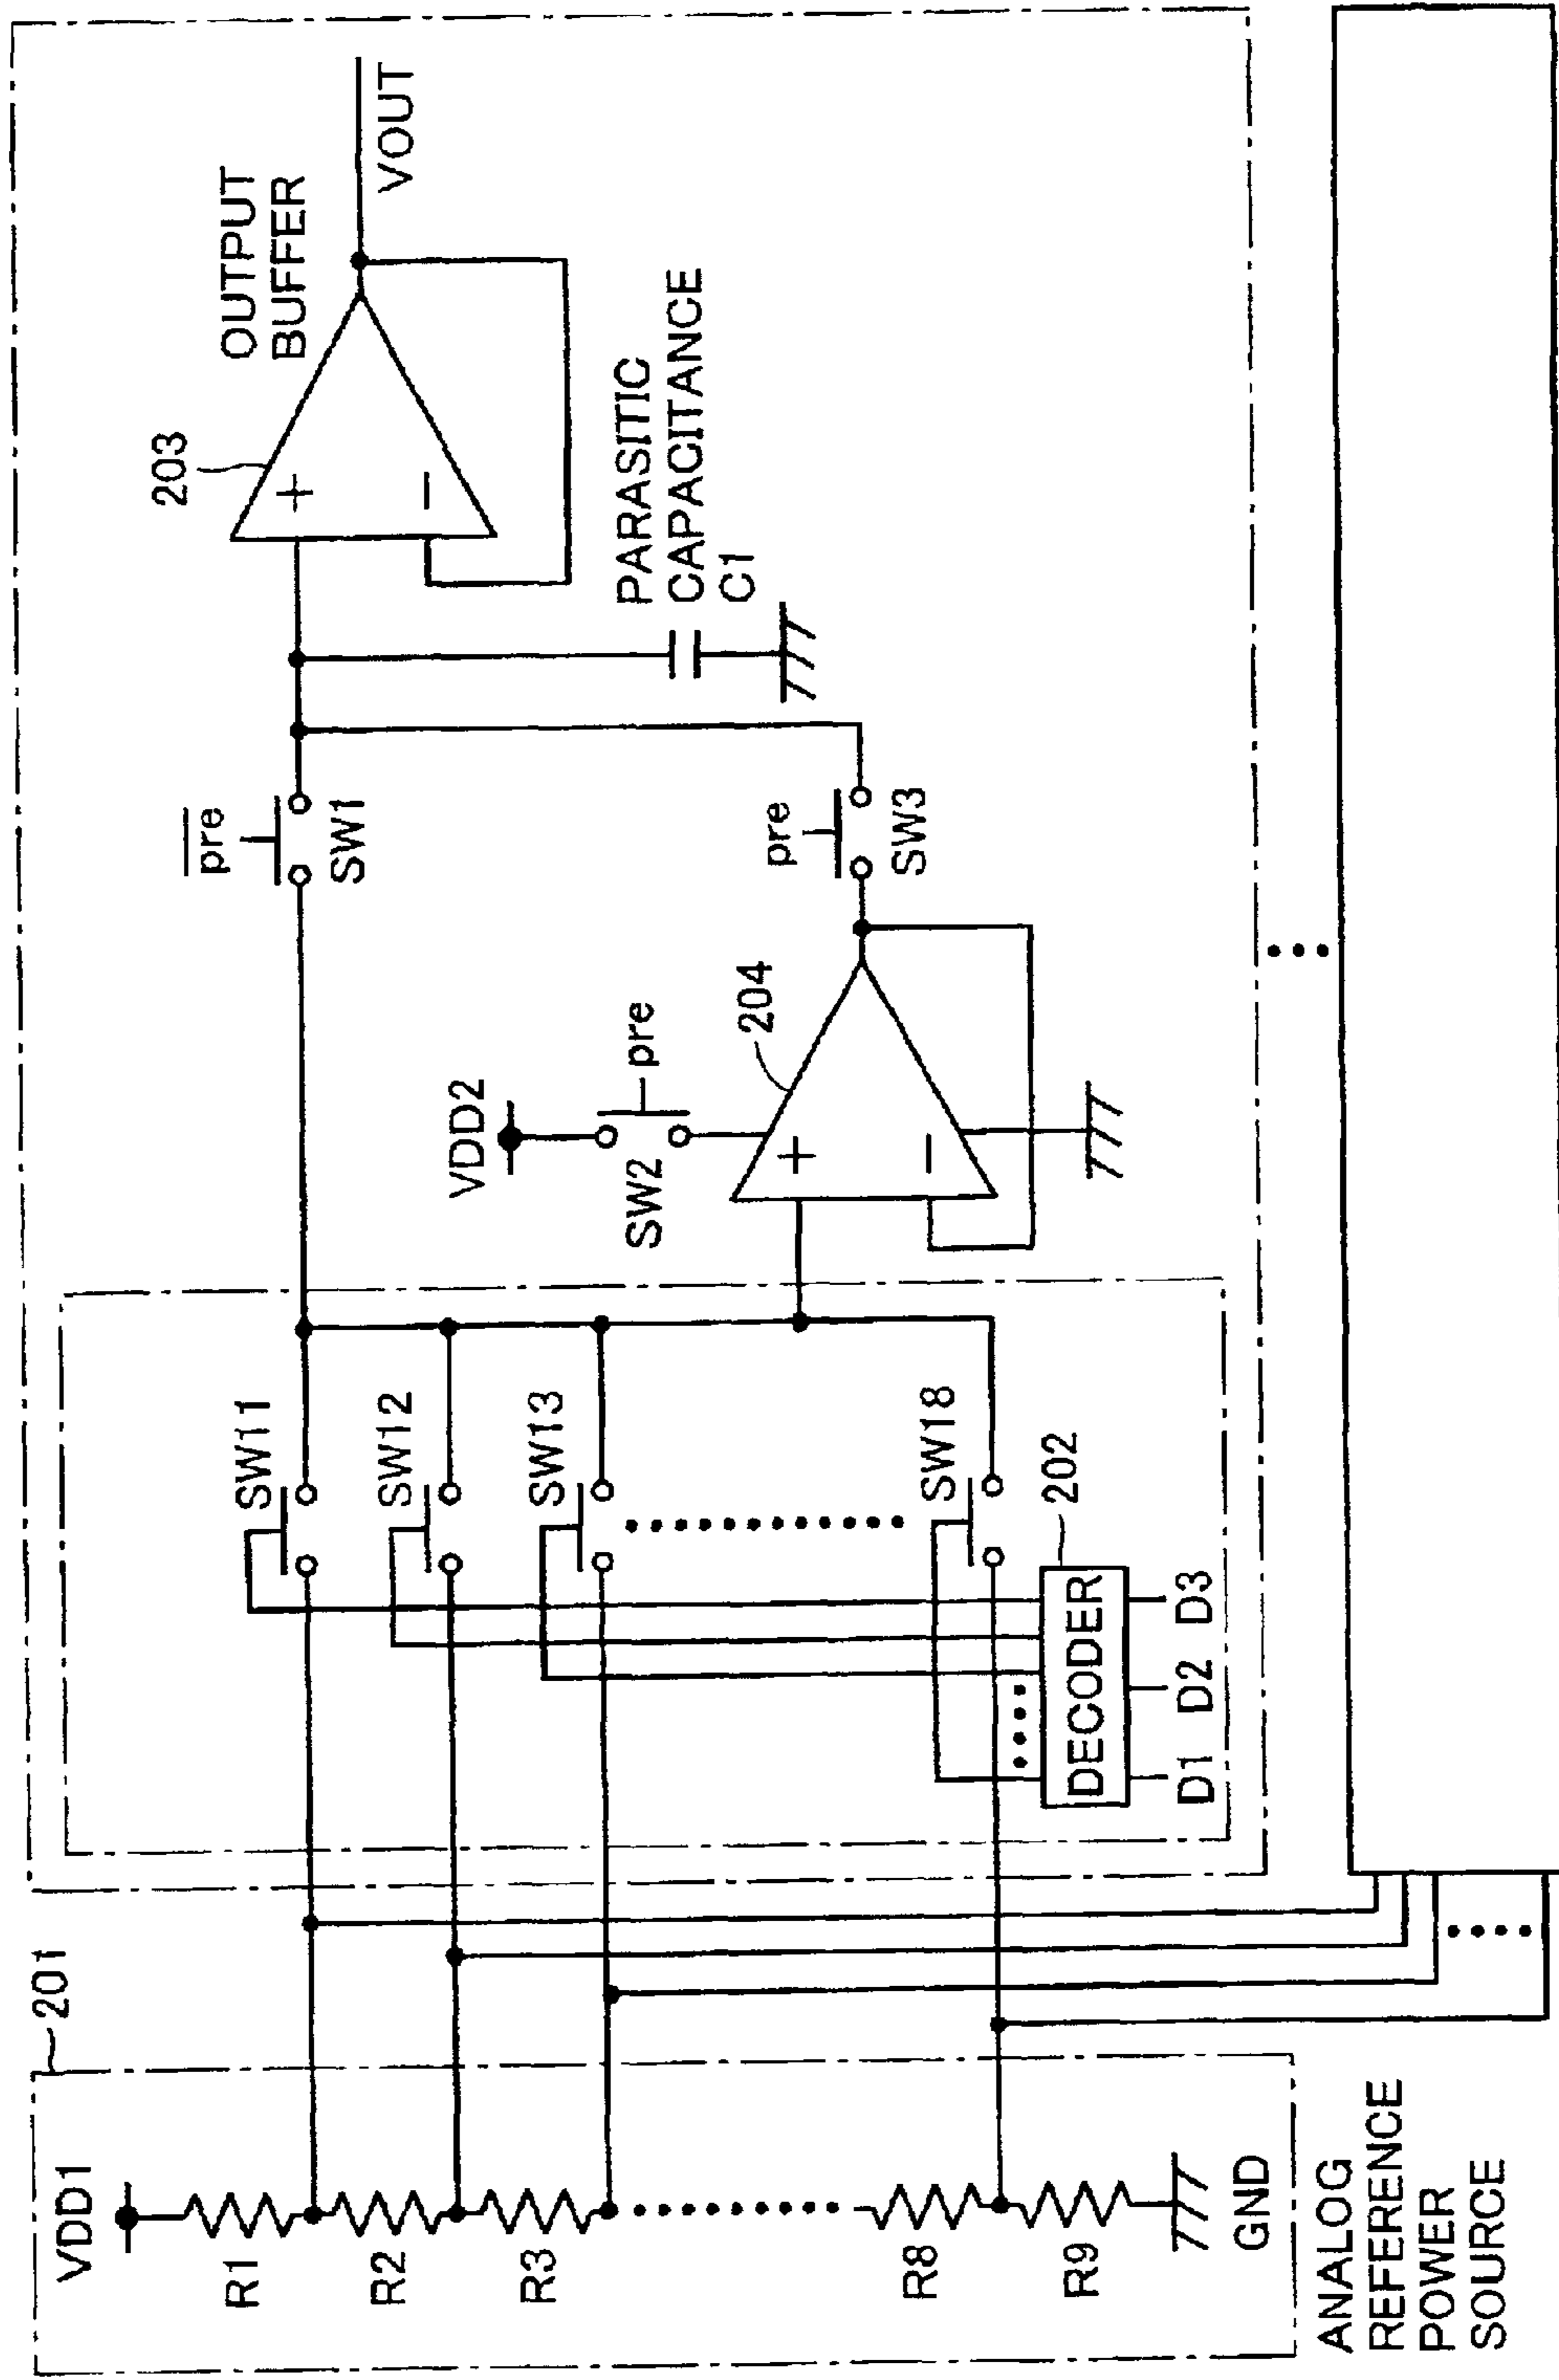 201
VDD1
R1
R2
R3
R8
R9
GND
ANALOG
REFERENCE
POWER
SOURCE
SW11
SW12
SW13
SW18
202
DECODER
D1 D2 D3
VDD2
SW2
pre
204
+
−
pre
SW1
pre
SW3
203
+
−
OUTPUT
BUFFER
PARASITIC
CAPACITANCE
C1
VOUT